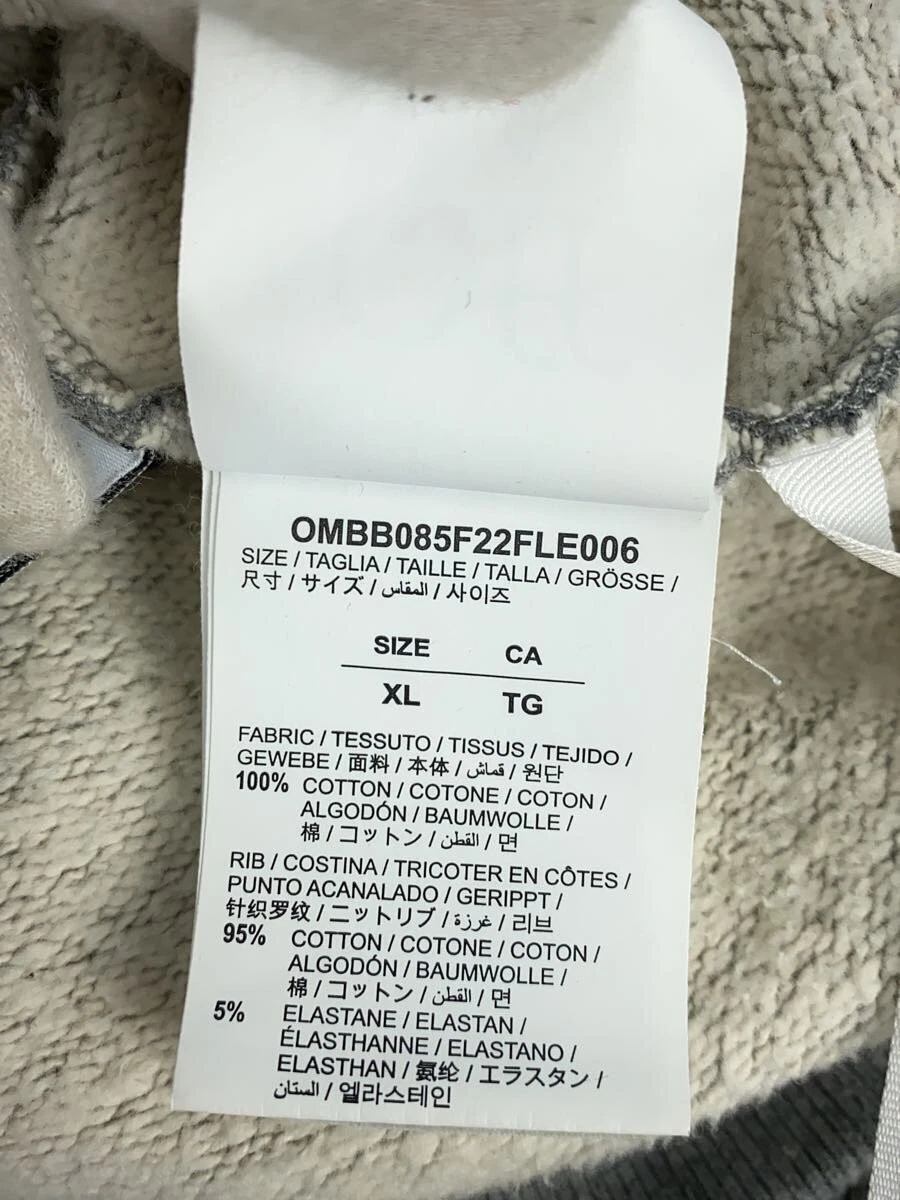 OMBB085F22FLE006
SIZE / TAGLIA / TAILLE / TALLA / GRÖSSE /
尺寸 / サイズ / المقاس / 사이즈
SIZE CA
XL TG
FABRIC / TESSUTO / TISSUS / TEJIDO /
GEWEBE / 面料 / 本体 / قماش / 원단
100% COTTON / COTONE / COTON /
ALGODÓN / BAUMWOLLE /
棉 / コットン / القطن / 면
RIB / COSTINA / TRICOTER EN CÔTES /
PUNTO ACANALADO / GERIPPT /
针织罗纹 / ニットリブ / غرزة / 리브
95% COTTON / COTONE / COTON /
ALGODÓN / BAUMWOLLE /
棉 / コットン / القطن / 면
5% ELASTANE / ELASTAN /
ÉLASTHANNE / ELASTANO /
ELASTHAN / 氨纶 / エラスタン /
الستان / 엘라스테인